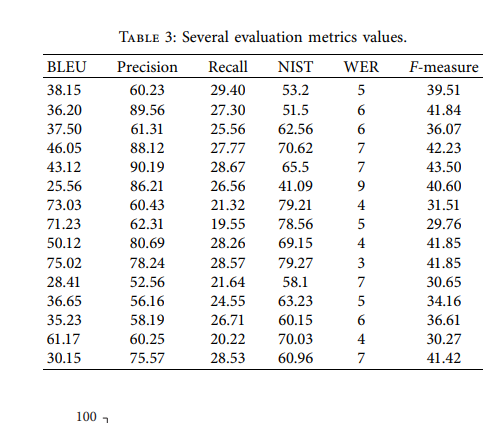 TABLE 3: Several evaluation metrics values.
BLEU Precision Recall NIST WER F-measure
38.15 60.23 29.40 53.2 5 39.51
36.20 89.56 27.30 51.5 6 41.84
37.50 61.31 25.56 62.56 6 36.07
46.05 88.12 27.77 70.62 7 42.23
43.12 90.19 28.67 65.5 7 43.50
25.56 86.21 26.56 41.09 9 40.60
73.03 60.43 21.32 79.21 4 31.51
71.23 62.31 19.55 78.56 5 29.76
50.12 80.69 28.26 69.15 4 41.85
75.02 78.24 28.57 79.27 3 41.85
28.41 52.56 21.64 58.1 7 30.65
36.65 56.16 24.55 63.23 5 34.16
35.23 58.19 26.71 60.15 6 36.61
61.17 60.25 20.22 70.03 4 30.27
30.15 75.57 28.53 60.96 7 41.42
100